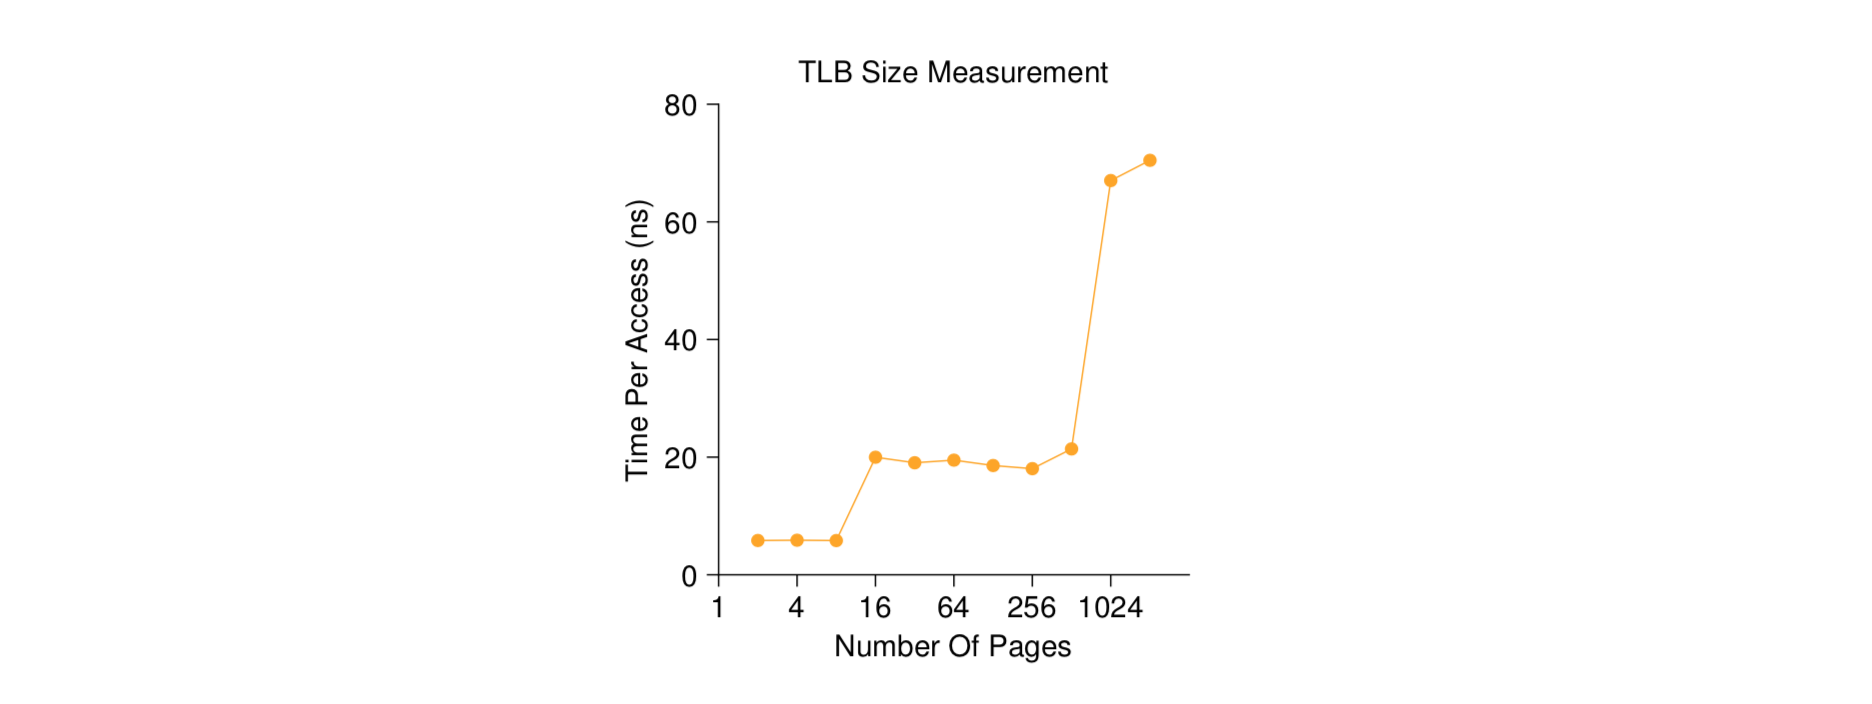 TLB Size Measurement
80
60
40
20
0
Time Per Access (ns)
1 4 16 64 256 1024
Number Of Pages